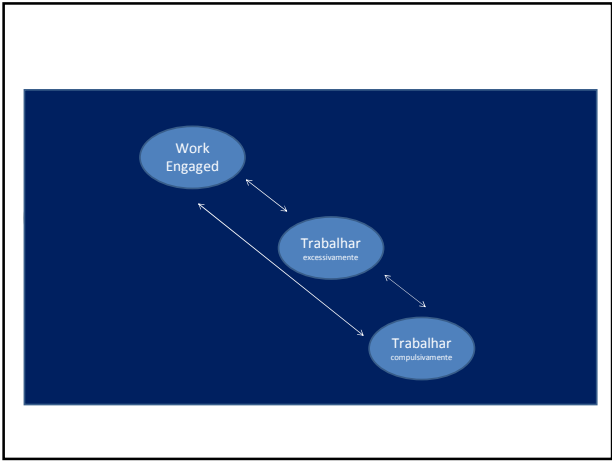 Work
Engaged
Trabalhar
excessivamente
Trabalhar
compulsivamente